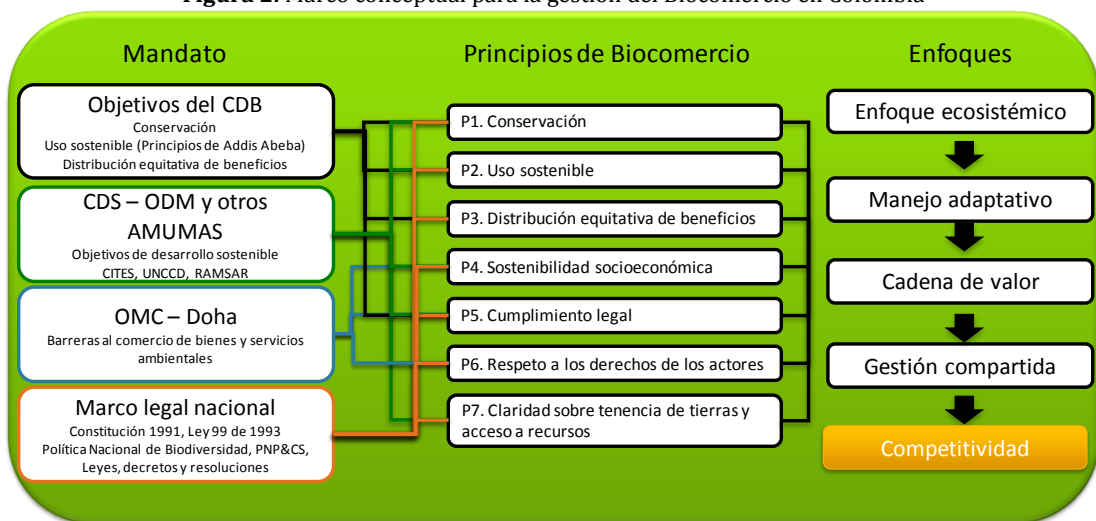 Figura 2. Marco conceptual para la gestión del Biocomercio en Colombia
Mandato
Objetivos del CDB
Conservación
Uso sostenible (Principios de Addis Abeba)
Distribución equitativa de beneficios
CDS – ODM y otros
AMUMAS
Objetivos de desarrollo sostenible
CITES, UNCCD, RAMSAR
OMC – Doha
Barreras al comercio de bienes y servicios
ambientales
Marco legal nacional
Constitución 1991, Ley 99 de 1993
Política Nacional de Biodiversidad, PNP&CS,
Leyes, decretos y resoluciones
Principios de Biocomercio
P1. Conservación
P2. Uso sostenible
P3. Distribución equitativa de beneficios
P4. Sostenibilidad socioeconómica
P5. Cumplimiento legal
P6. Respeto a los derechos de los actores
P7. Claridad sobre tenencia de tierras y
acceso a recursos
Enfoques
Enfoque ecosistémico
Manejo adaptativo
Cadena de valor
Gestión compartida
Competitividad